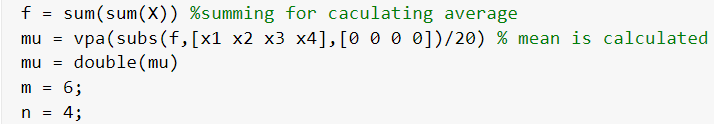 f = sum(sum(X)) %summing for caculating average
mu = vpa(subs(f,[x1 x2 x3 x4],[0 0 0 0])/20) % mean is calculated
mu = double(mu)
m = 6;
n = 4;